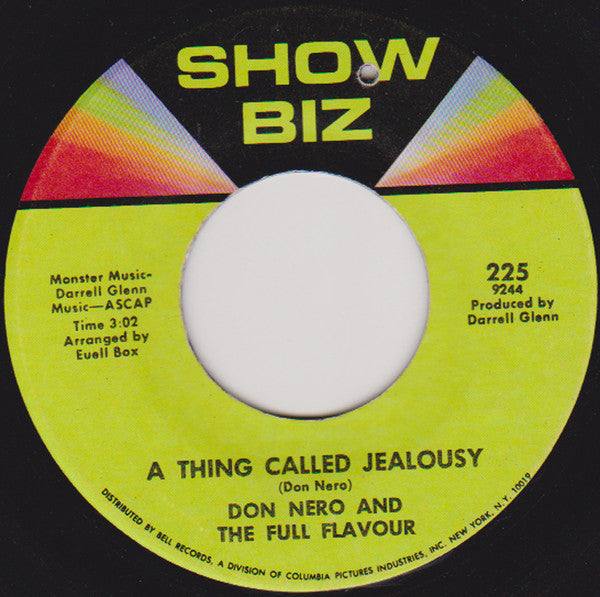 SHOW
BIZ
Monster Music-
Darrell Glenn
Music—ASCAP
Time 3:02
Arranged by
Euell Box
225
9244
Produced by
Darrell Glenn
A THING CALLED JEALOUSY
(Don Nero)
DON NERO AND
THE FULL FLAVOUR
DISTRIBUTED BY BELL RECORDS, A DIVISION OF COLUMBIA PICTURES INDUSTRIES, INC. NEW YORK, N.Y. 10019